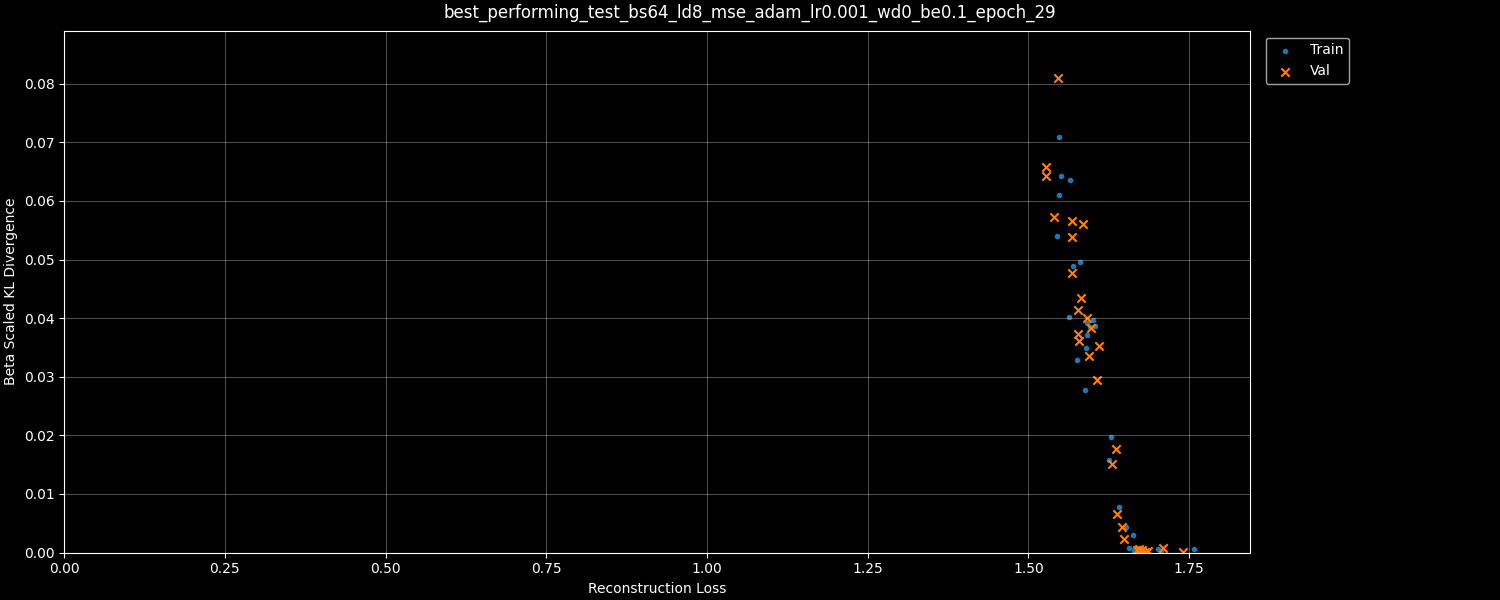 best_performing_test_bs64_ld8_mse_adam_lr0.001_wd0_be0.1_epoch_29
Train
Val
Beta Scaled KL Divergence
0.08
0.07
0.06
0.05
0.04
0.03
0.02
0.01
0.00
0.00 0.25 0.50 0.75 1.00 1.25 1.50 1.75
Reconstruction Loss